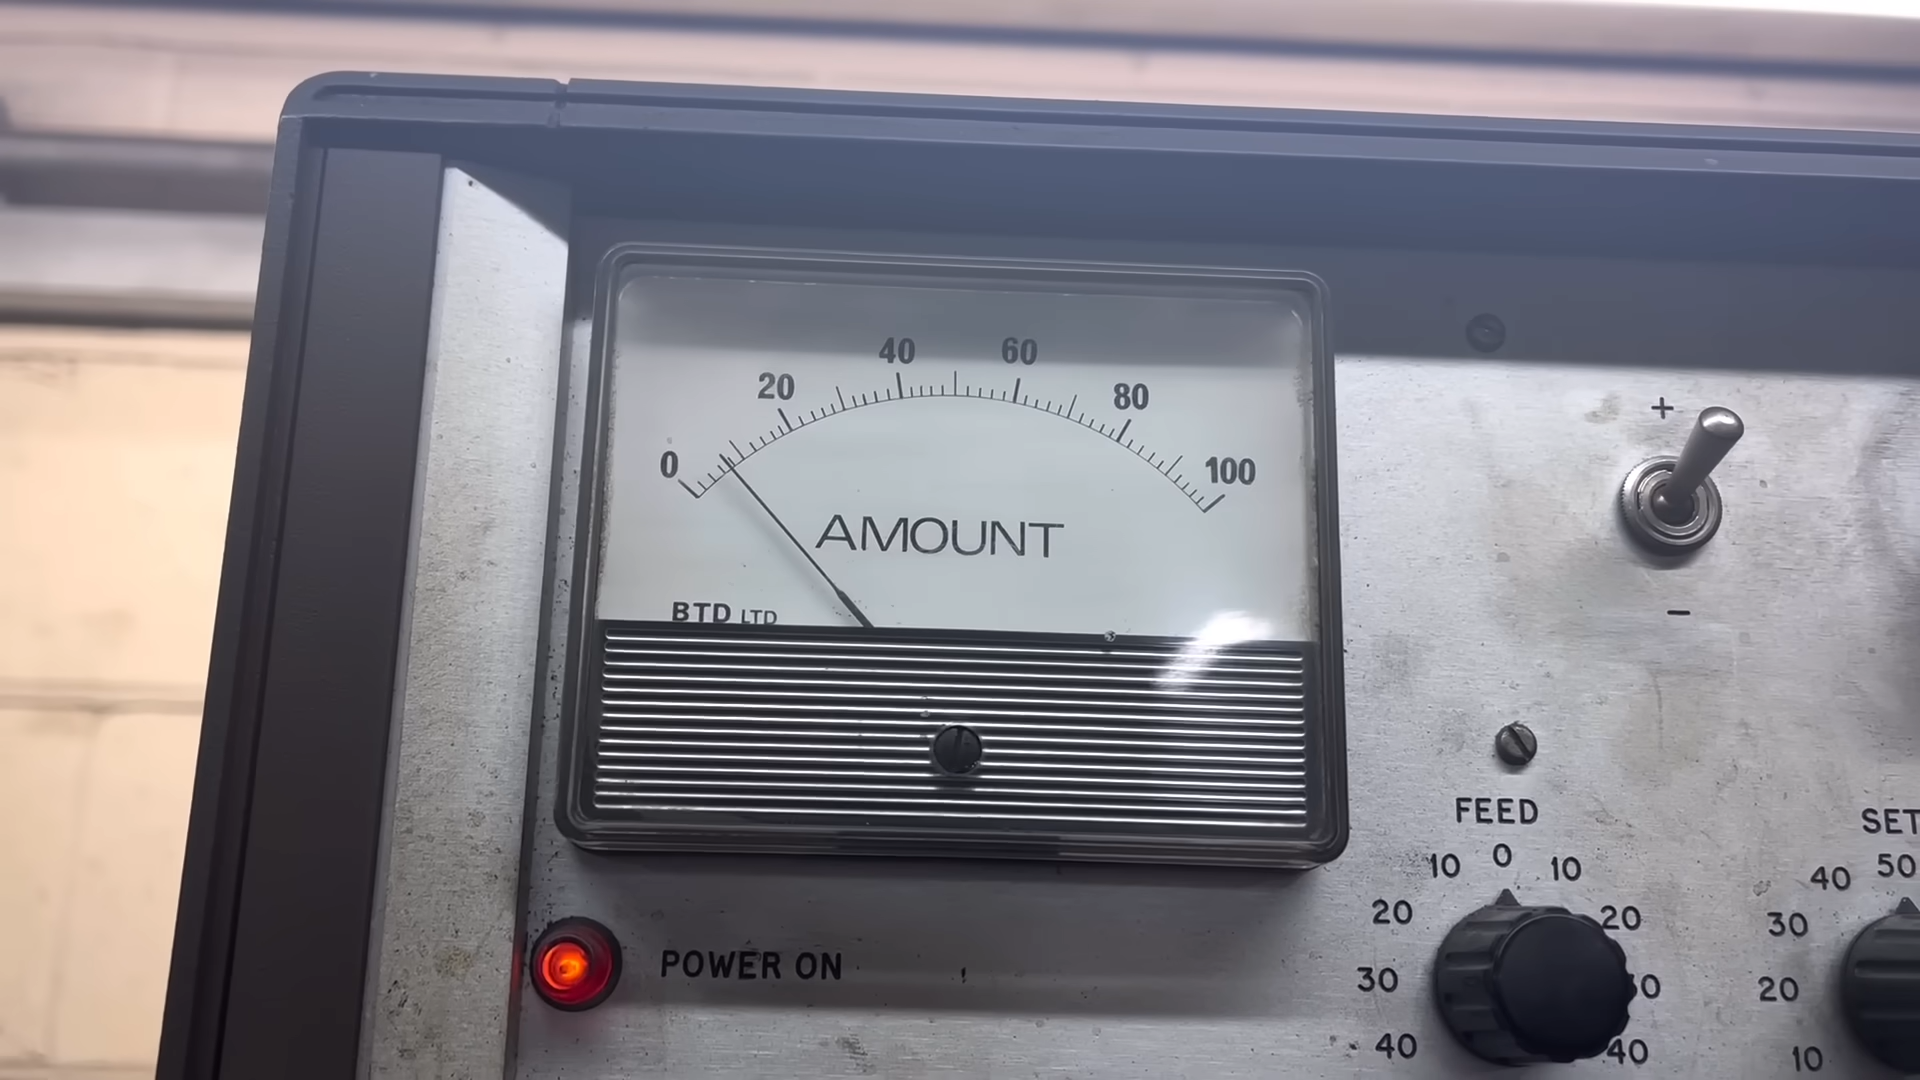 0 20 40 60 80 100
AMOUNT
BTD LTD
+
−
POWER ON
FEED
10 0 10
20 20
30
40 40
SET
40 50
30
20
10